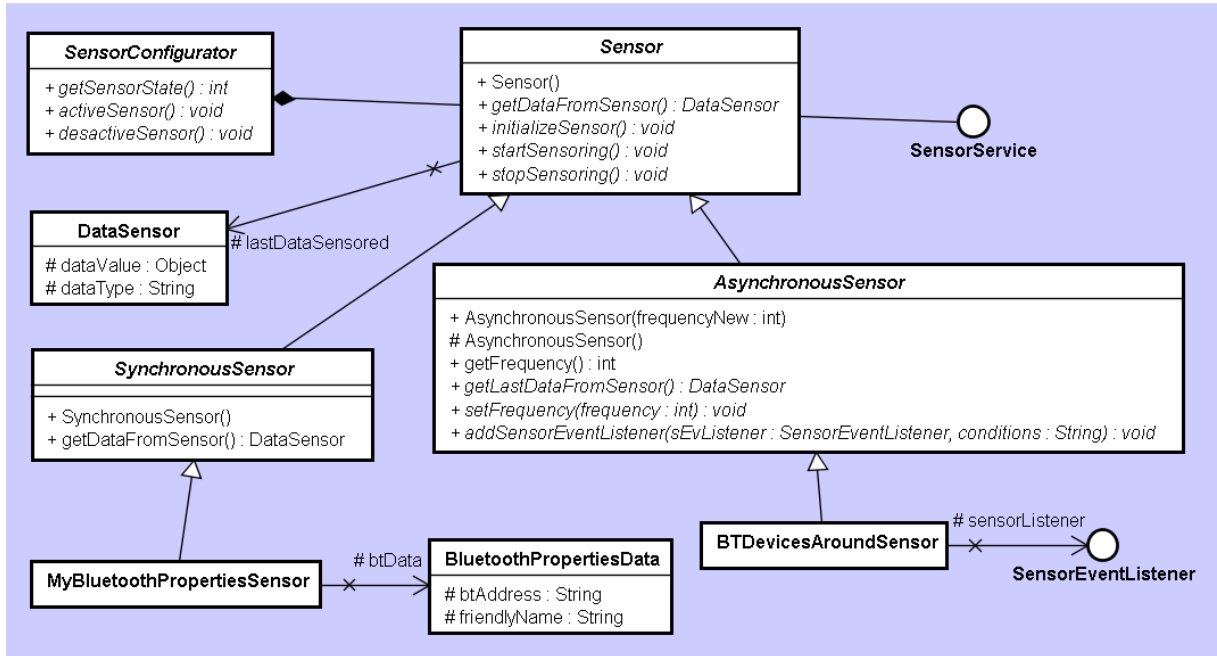 SensorConfigurator
+ getSensorState() : int
+ activeSensor() : void
+ desactiveSensor() : void
Sensor
+ Sensor()
+ getDataFromSensor() : DataSensor
+ initializeSensor() : void
+ startSensoring() : void
+ stopSensoring() : void
SensorService
DataSensor
# dataValue : Object
# dataType : String
# lastDataSensored
AsynchronousSensor
+ AsynchronousSensor(frequencyNew : int)
# AsynchronousSensor()
+ getFrequency() : int
+ getLastDataFromSensor() : DataSensor
+ setFrequency(frequency : int) : void
+ addSensorEventListener(sEvListener : SensorEventListener, conditions : String) : void
SynchronousSensor
+ SynchronousSensor()
+ getDataFromSensor() : DataSensor
MyBluetoothPropertiesSensor
# btData
BluetoothPropertiesData
# btAddress : String
# friendlyName : String
BTDevicesAroundSensor
# sensorListener
SensorEventListener